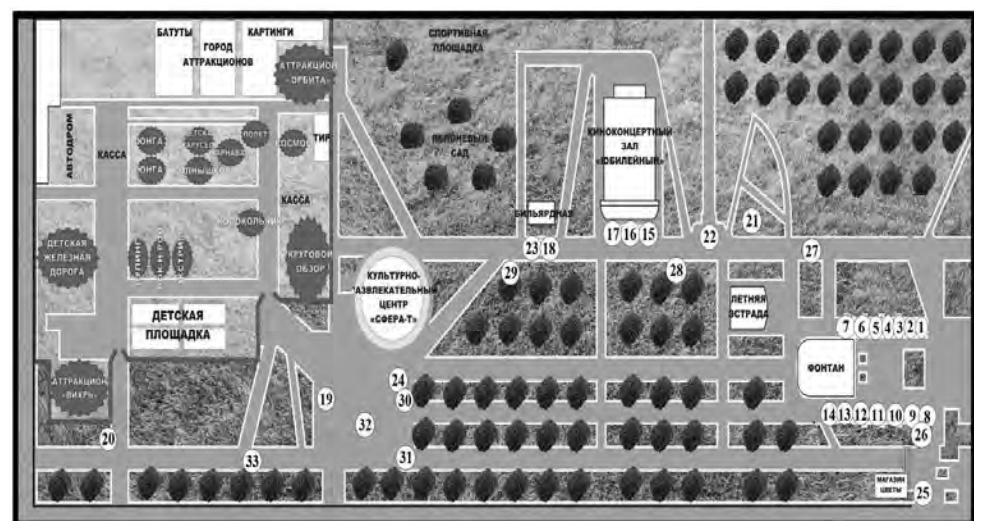 БАТУТЫ
ГОРОД
АТТРАКЦИОНОВ
КАРТИНГИ
АТТРАКЦИОН
«ОРБИТА»
СПОРТИВНАЯ
ПЛОЩАДКА
АВТОДРОМ
КАССА
ЮНГА
ЮНГА
КОСМОС
ТИР
КАССА
ЯБЛОНЕВЫЙ
САД
КИНОКОНЦЕРТНЫЙ
ЗАЛ
«ЮБИЛЕЙНЫЙ»
БИЛЬЯРДНАЯ
КОЛОКОЛЬЧИК
ДЕТСКАЯ
ЖЕЛЕЗНАЯ
ДОРОГА
КРУГОВОЙ
ОБЗОР
КУЛЬТУРНО-
РАЗВЛЕКАТЕЛЬНЫЙ
ЦЕНТР
«СФЕРА-Т»
23 18
17 16 15
22
21
27
29
28
ЛЕТНЯЯ
ЭСТРАДА
ДЕТСКАЯ
ПЛОЩАДКА
7 6 5 4 3 2 1
ФОНТАН
АТТРАКЦИОН
«ВИХРЬ»
24
30
19
32
14 13 12 11 10 9 8
26
20
33
31
МАГАЗИН
ЦВЕТЫ
25